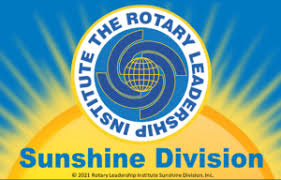 THE ROTARY LEADERSHIP INSTITUTE
Sunshine Division
© 2021 Rotary Leadership Institute Sunshine Division, Inc.